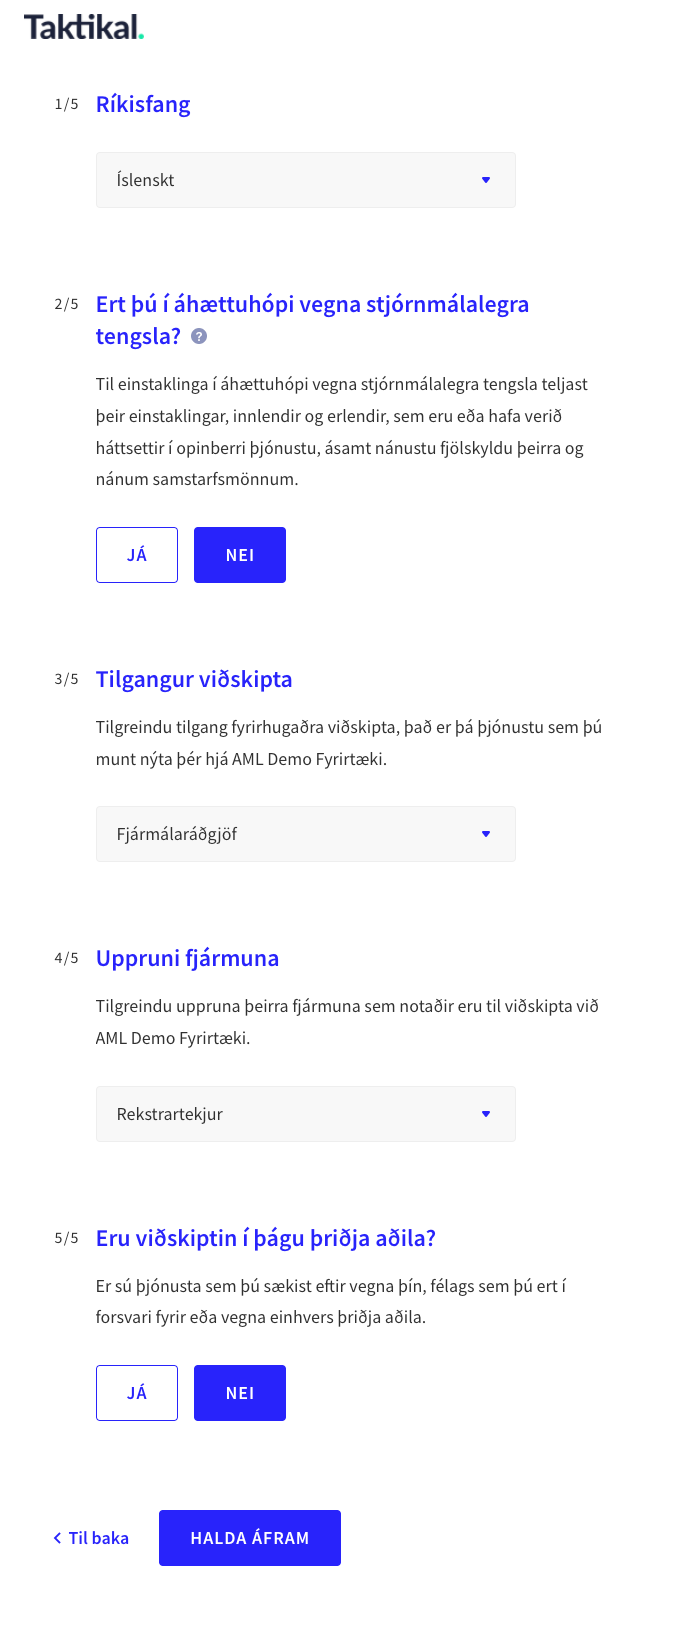 Taktikal.
1/5 Ríkisfang
Íslenskt
2/5 Ert þú í áhættuhópi vegna stjórnmálalegra
tengsla? ?
Til einstaklinga í áhættuhópi vegna stjórnmálalegra tengsla teljast
þeir einstaklingar, innlendir og erlendir, sem eru eða hafa verið
háttsettir í opinberri þjónustu, ásamt nánustu fjölskyldu þeirra og
nánum samstarfsmönnum.
JÁ NEI
3/5 Tilgangur viðskipta
Tilgreindu tilgang fyrirhugaðra viðskipta, það er þá þjónustu sem þú
munt nýta þér hjá AML Demo Fyrirtæki.
Fjármálaráðgjöf
4/5 Uppruni fjármuna
Tilgreindu uppruna þeirra fjármuna sem notaðir eru til viðskipta við
AML Demo Fyrirtæki.
Rekstrartekjur
5/5 Eru viðskiptin í þágu þriðja aðila?
Er sú þjónusta sem þú sækist eftir vegna þín, félags sem þú ert í
forsvari fyrir eða vegna einhvers þriðja aðila.
JÁ NEI
Til baka HALDA ÁFRAM